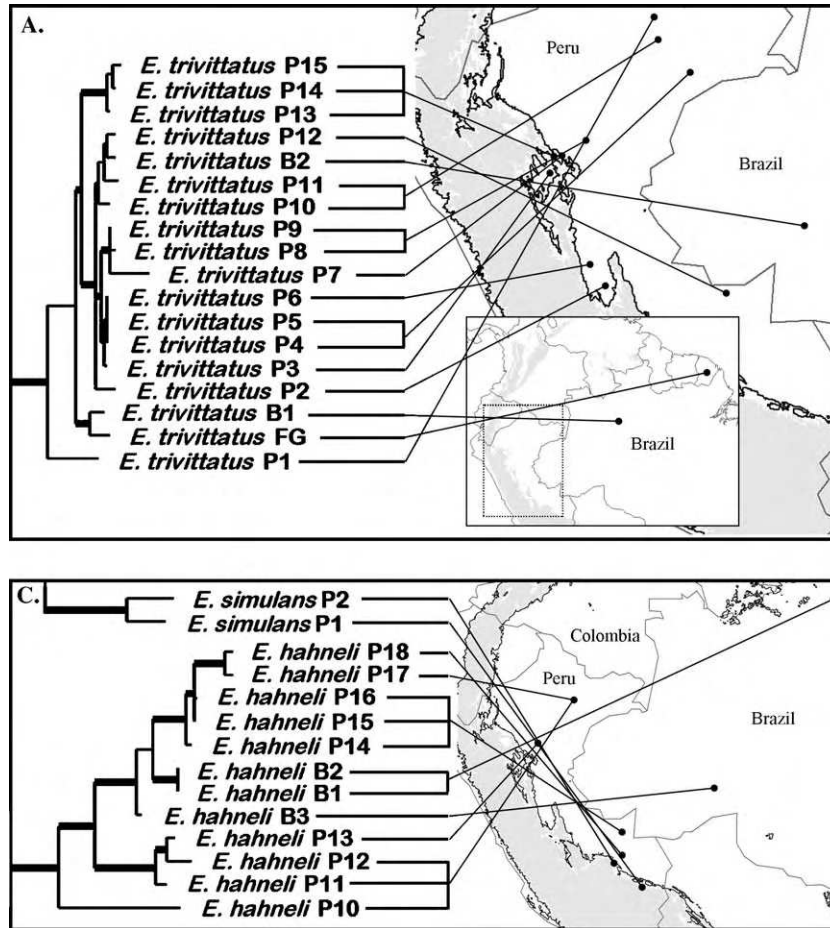 A.
E. trivittatus P15
E. trivittatus P14
E. trivittatus P13
E. trivittatus P12
E. trivittatus B2
E. trivittatus P11
E. trivittatus P10
E. trivittatus P9
E. trivittatus P8
E. trivittatus P7
E. trivittatus P6
E. trivittatus P5
E. trivittatus P4
E. trivittatus P3
E. trivittatus P2
E. trivittatus B1
E. trivittatus FG
E. trivittatus P1
Peru
Brazil
Brazil
C.
E. simulans P2
E. simulans P1
E. hahneli P18
E. hahneli P17
E. hahneli P16
E. hahneli P15
E. hahneli P14
E. hahneli B2
E. hahneli B1
E. hahneli B3
E. hahneli P13
E. hahneli P12
E. hahneli P11
E. hahneli P10
Colombia
Peru
Brazil